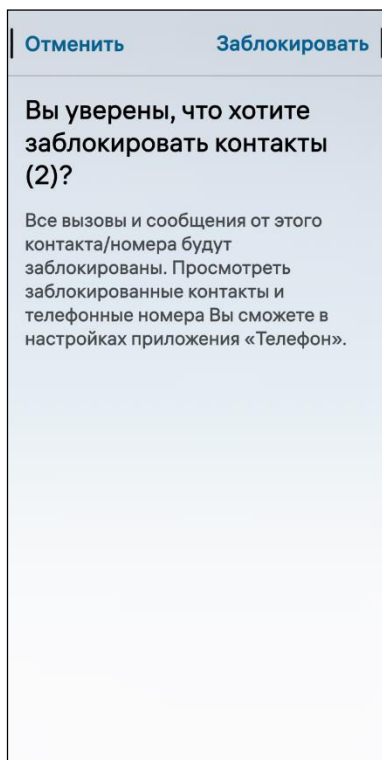 Отменить Заблокировать
Вы уверены, что хотите
заблокировать контакты
(2)?
Все вызовы и сообщения от этого
контакта/номера будут
заблокированы. Просмотреть
заблокированные контакты и
телефонные номера Вы сможете в
настройках приложения «Телефон».